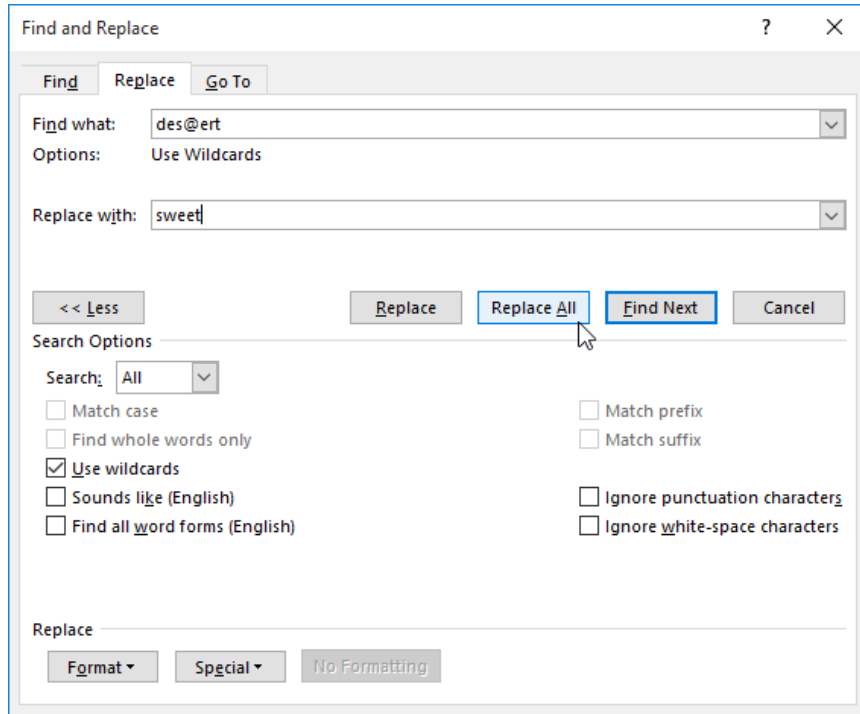 Find and Replace ?
Find Replace Go To
Find what: des@ert
Options: Use Wildcards
Replace with: sweet
<< Less Replace Replace All Find Next Cancel
Search Options
Search: All
Match case Match prefix
Find whole words only Match suffix
Use wildcards
Sounds like (English) Ignore punctuation characters
Find all word forms (English) Ignore white-space characters
Replace
Format Special No Formatting